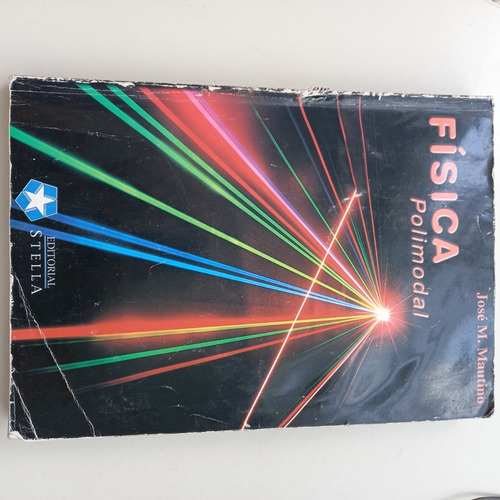 José M. Mautino
FÍSICA
Polimodal
EDITORIAL
STELLA